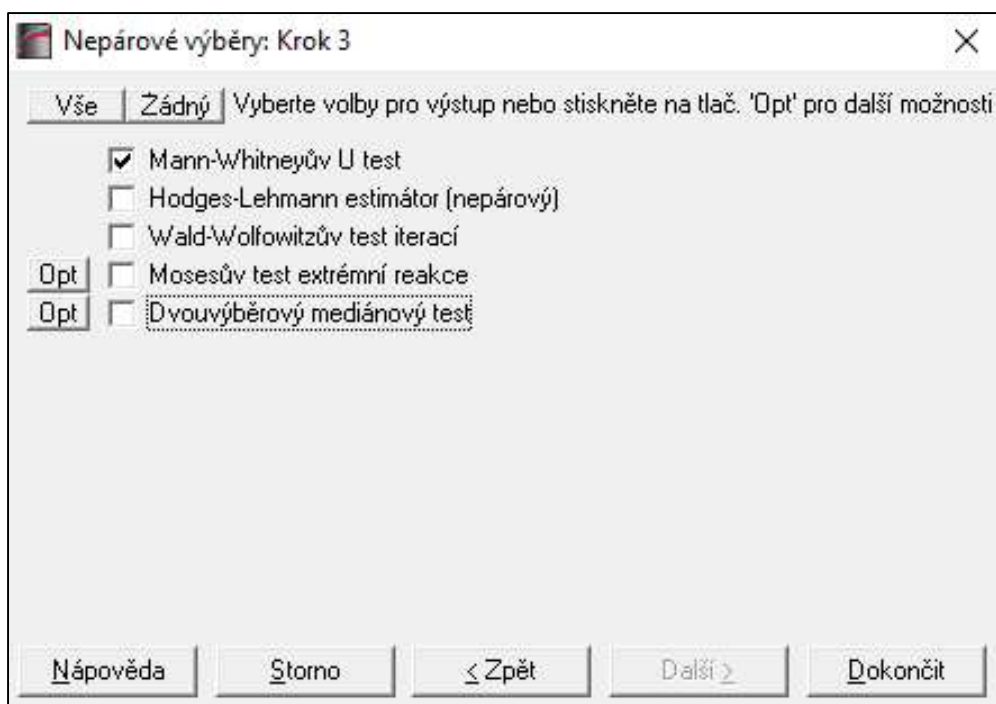 Nepárové výběry: Krok 3
Vše Žádný Vyberte volby pro výstup nebo stiskněte na tlač. 'Opt' pro další možnosti
Mann-Whitneyův U test
Hodges-Lehmann estimátor (nepárový)
Wald-Wolfowitzův test iterací
Opt Mosesův test extrémní reakce
Opt Dvouvýběrový mediánový test
Nápověda Storno < Zpět Další > Dokončit